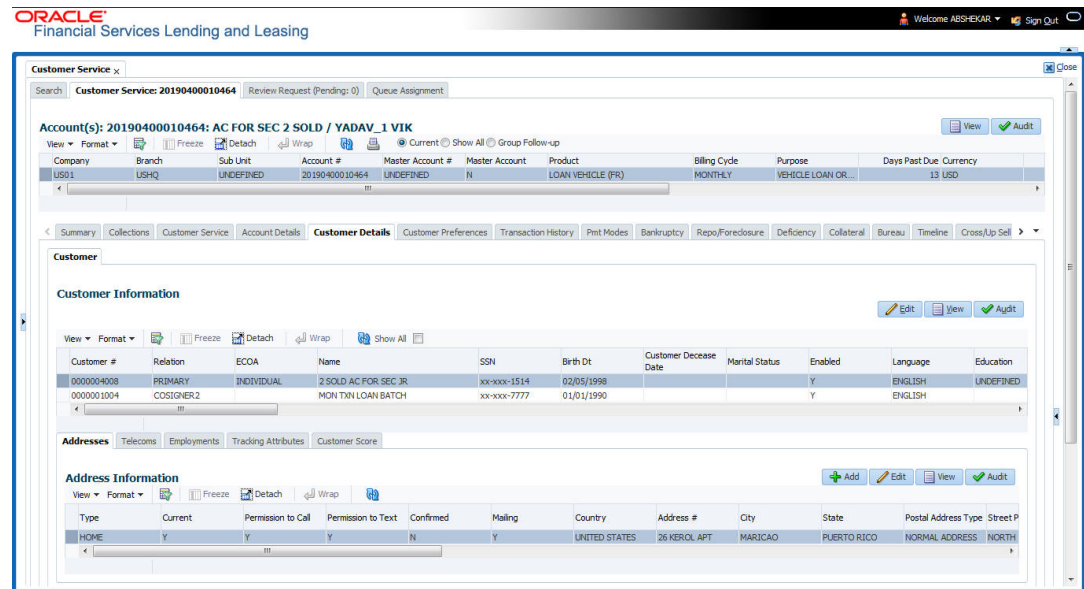 ORACLE
Financial Services Lending and Leasing
Welcome ABSHEKAR Sign Out
Customer Service x
Close
Search Customer Service: 20190400010464 Review Request (Pending: 0) Queue Assignment
Account(s): 20190400010464: AC FOR SEC 2 SOLD / YADAV_1 VIK
View Audit
View Format Freeze Detach Wrap Current Show All Group Follow-up
Company Branch Sub Unit Account # Master Account # Master Account Product Billing Cycle Purpose Days Past Due Currency
US01 USHQ UNDEFINED 20190400010464 UNDEFINED N LOAN VEHICLE (FR) MONTHLY VEHICLE LOAN OR... 13 USD
Summary Collections Customer Service Account Details Customer Details Customer Preferences Transaction History Pmt Modes Bankruptcy Repo/Foreclosure Deficiency Collateral Bureau Timeline Cross/Up Sell
Customer
Customer Information
Edit View Audit
View Format Freeze Detach Wrap Show All
Customer # Relation ECOA Name SSN Birth Dt Customer Decease Date Marital Status Enabled Language Education
0000004008 PRIMARY INDIVIDUAL 2 SOLD AC FOR SEC JR xx-xxx-1514 02/05/1998 Y ENGLISH UNDEFINED
0000001004 COSIGNER2 MON TXN LOAN BATCH xx-xxx-7777 01/01/1990 Y ENGLISH
Addresses Telecoms Employments Tracking Attributes Customer Score
Address Information
Add Edit View Audit
View Format Freeze Detach Wrap
Type Current Permission to Call Permission to Text Confirmed Mailing Country Address # City State Postal Address Type Street P
HOME Y Y Y N Y UNITED STATES 26 KEROL APT MARICAO PUERTO RICO NORMAL ADDRESS NORTH